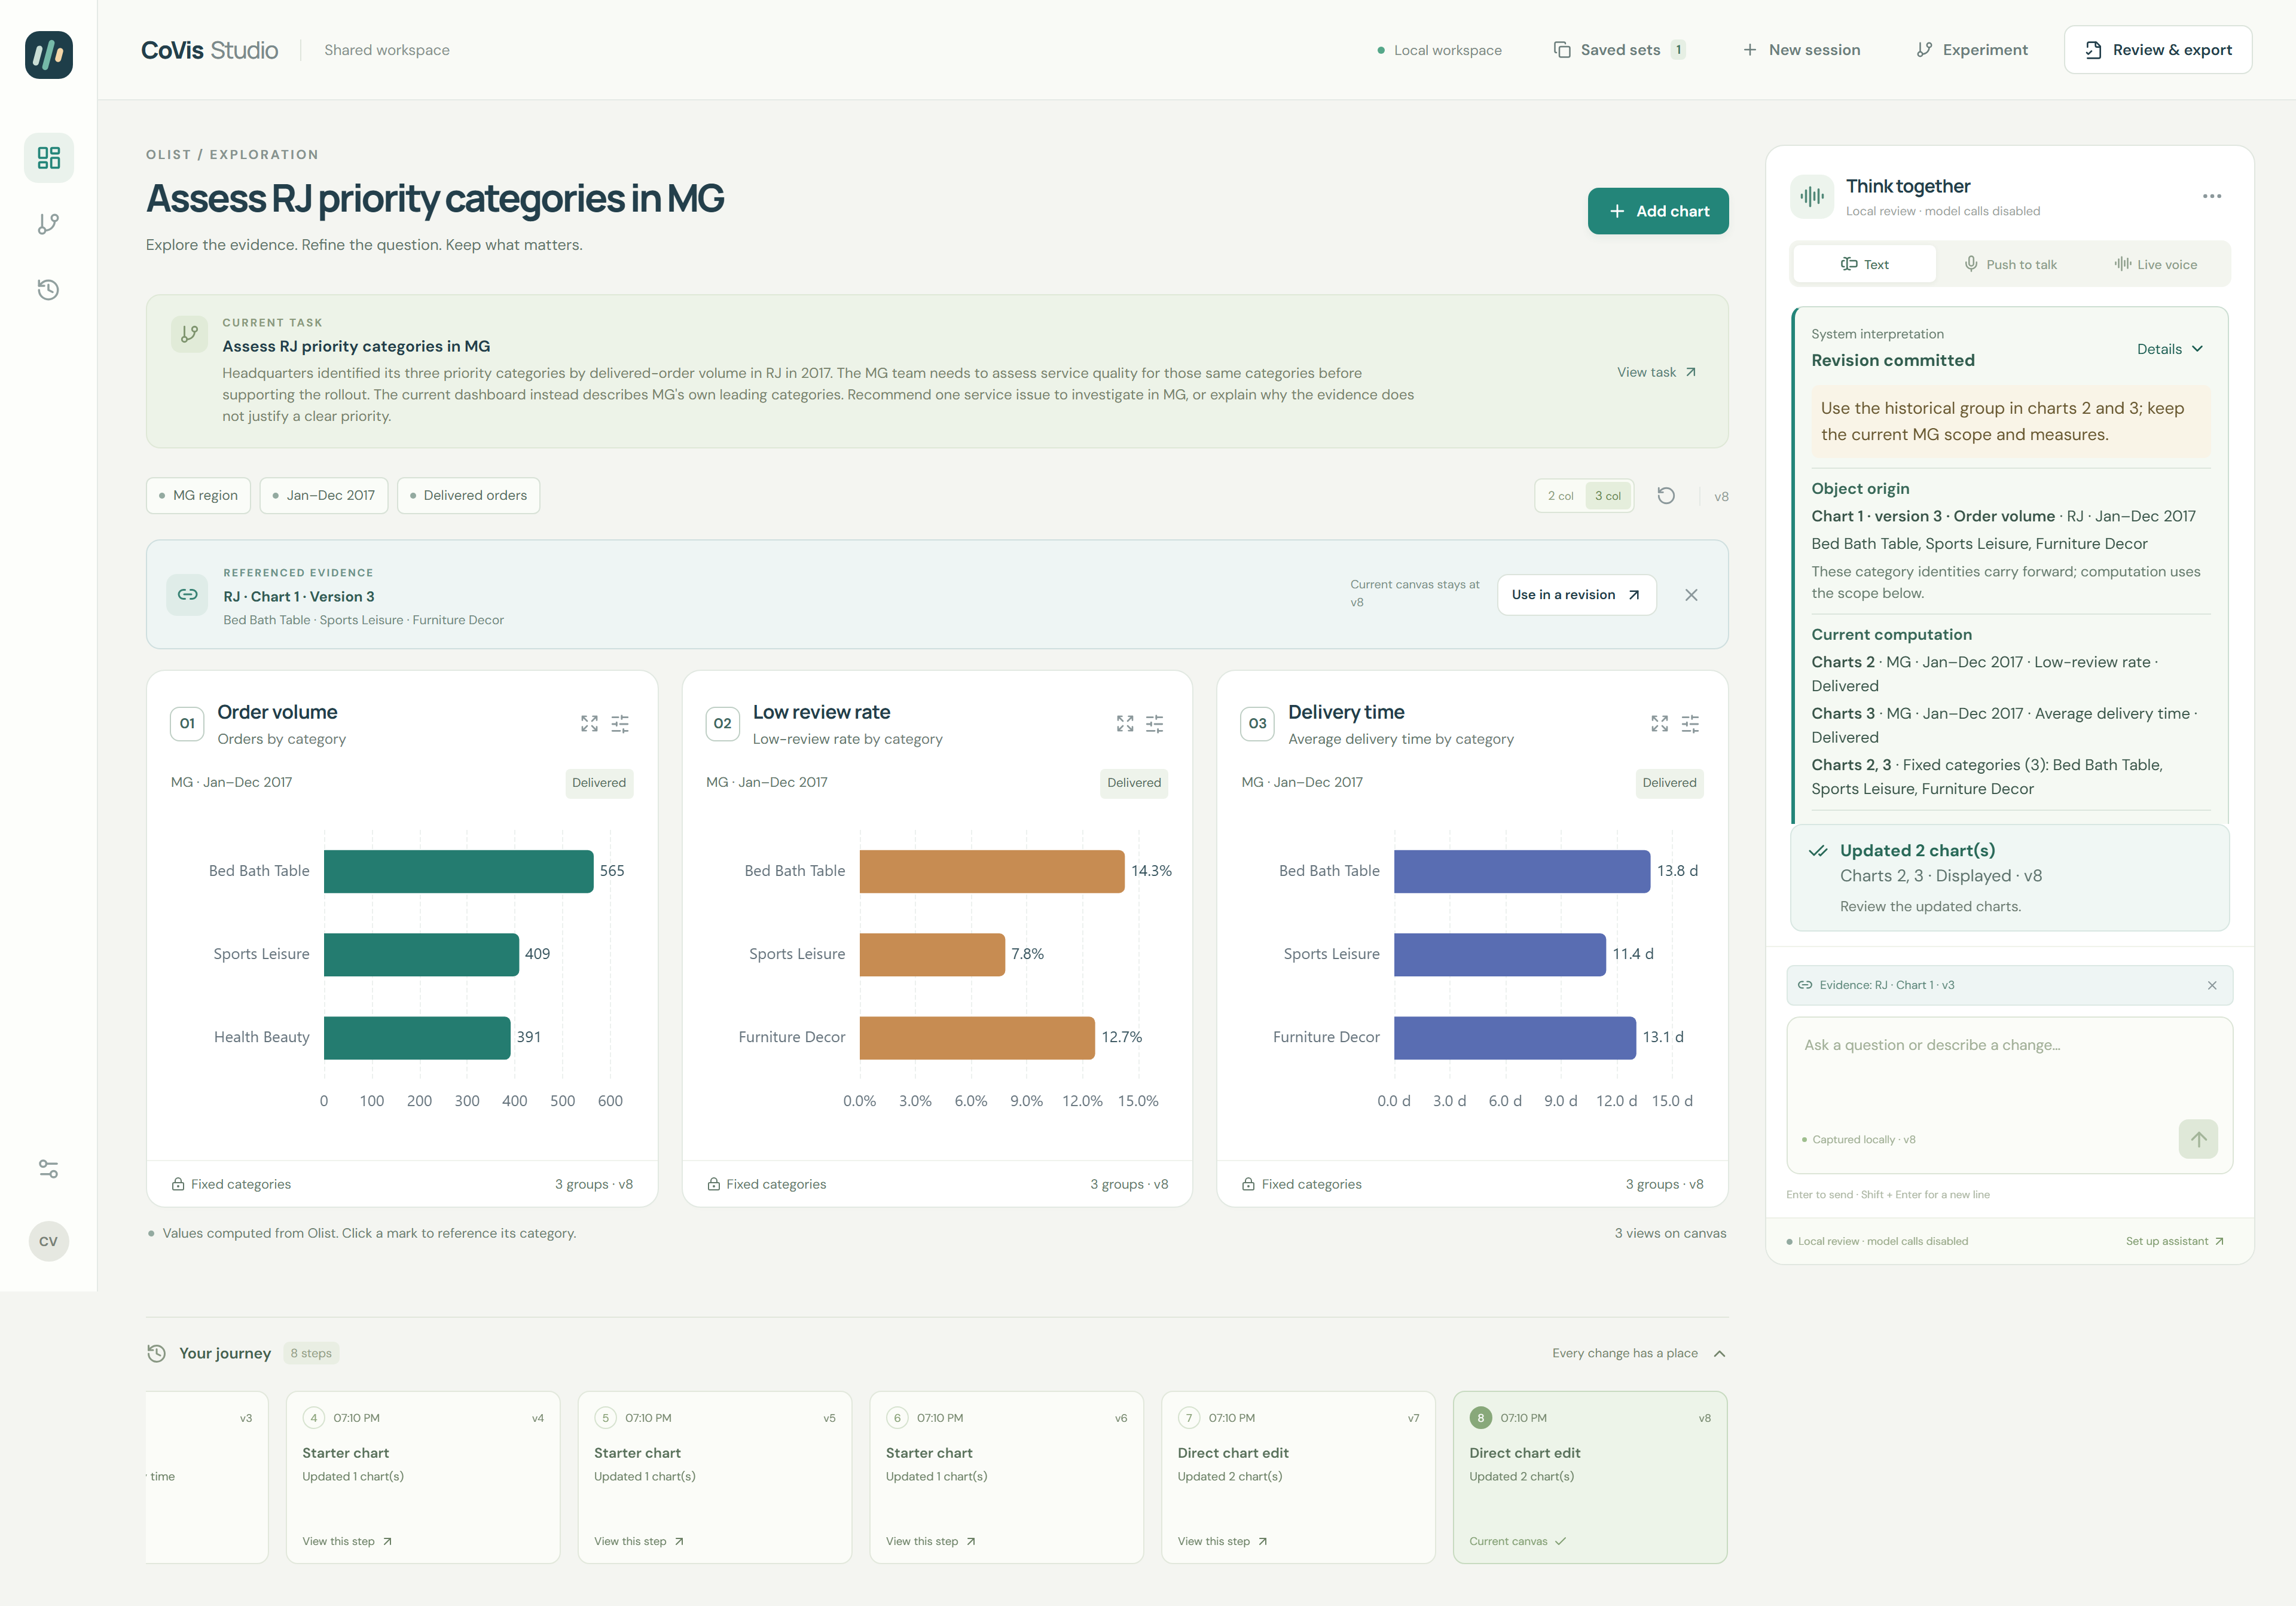 CoVis Studio
Shared workspace
Local workspace
Saved sets 1
New session
Experiment
Review & export
OLIST / EXPLORATION
Assess RJ priority categories in MG
Explore the evidence. Refine the question. Keep what matters.
Add chart
CURRENT TASK
Assess RJ priority categories in MG
Headquarters identified its three priority categories by delivered-order volume in RJ in 2017. The MG team needs to assess service quality for those same categories before
supporting the rollout. The current dashboard instead describes MG's own leading categories. Recommend one service issue to investigate in MG, or explain why the evidence does
not justify a clear priority.
View task
MG region
Jan–Dec 2017
Delivered orders
2 col
3 col
v8
REFERENCED EVIDENCE
RJ · Chart 1 · Version 3
Bed Bath Table · Sports Leisure · Furniture Decor
Current canvas stays at
v8
Use in a revision
01
Order volume
Orders by category
MG · Jan–Dec 2017
Delivered
Bed Bath Table
565
Sports Leisure
409
Health Beauty
391
0 100 200 300 400 500 600
Fixed categories
3 groups · v8
02
Low review rate
Low-review rate by category
MG · Jan–Dec 2017
Delivered
Bed Bath Table
14.3%
Sports Leisure
7.8%
Furniture Decor
12.7%
0.0% 3.0% 6.0% 9.0% 12.0% 15.0%
Fixed categories
3 groups · v8
03
Delivery time
Average delivery time by category
MG · Jan–Dec 2017
Delivered
Bed Bath Table
13.8 d
Sports Leisure
11.4 d
Furniture Decor
13.1 d
0.0 d 3.0 d 6.0 d 9.0 d 12.0 d 15.0 d
Fixed categories
3 groups · v8
Values computed from Olist. Click a mark to reference its category.
3 views on canvas
Your journey
8 steps
Every change has a place
v3
time
4 07:10 PM v4
Starter chart
Updated 1 chart(s)
View this step
5 07:10 PM v5
Starter chart
Updated 1 chart(s)
View this step
6 07:10 PM v6
Starter chart
Updated 1 chart(s)
View this step
7 07:10 PM v7
Direct chart edit
Updated 2 chart(s)
View this step
8 07:10 PM v8
Direct chart edit
Updated 2 chart(s)
Current canvas
Think together
Local review · model calls disabled
Text
Push to talk
Live voice
System interpretation
Revision committed
Details
Use the historical group in charts 2 and 3; keep
the current MG scope and measures.
Object origin
Chart 1 · version 3 · Order volume · RJ · Jan–Dec 2017
Bed Bath Table, Sports Leisure, Furniture Decor
These category identities carry forward; computation uses
the scope below.
Current computation
Charts 2 · MG · Jan–Dec 2017 · Low-review rate ·
Delivered
Charts 3 · MG · Jan–Dec 2017 · Average delivery time ·
Delivered
Charts 2, 3 · Fixed categories (3): Bed Bath Table,
Sports Leisure, Furniture Decor
Updated 2 chart(s)
Charts 2, 3 · Displayed · v8
Review the updated charts.
Evidence: RJ · Chart 1 · v3
Ask a question or describe a change…
Captured locally · v8
Enter to send · Shift + Enter for a new line
Local review · model calls disabled
Set up assistant
CV